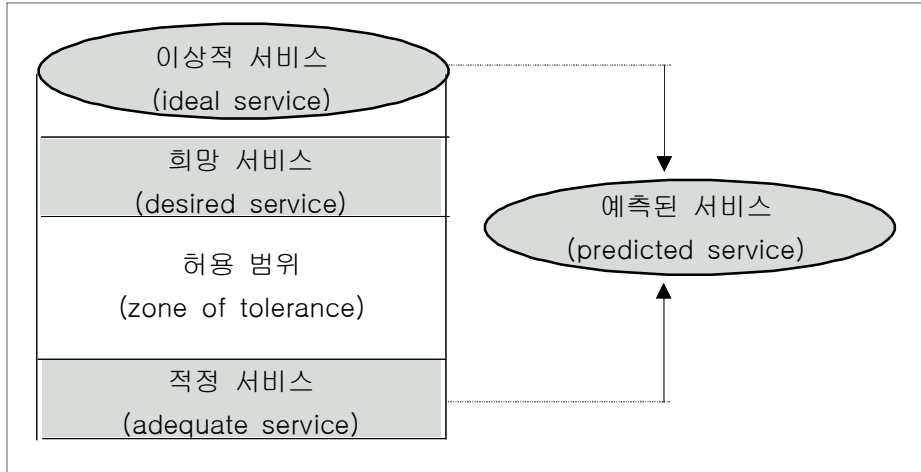 이상적 서비스
(ideal service)
희망 서비스
(desired service)
허용 범위
(zone of tolerance)
적정 서비스
(adequate service)
예측된 서비스
(predicted service)